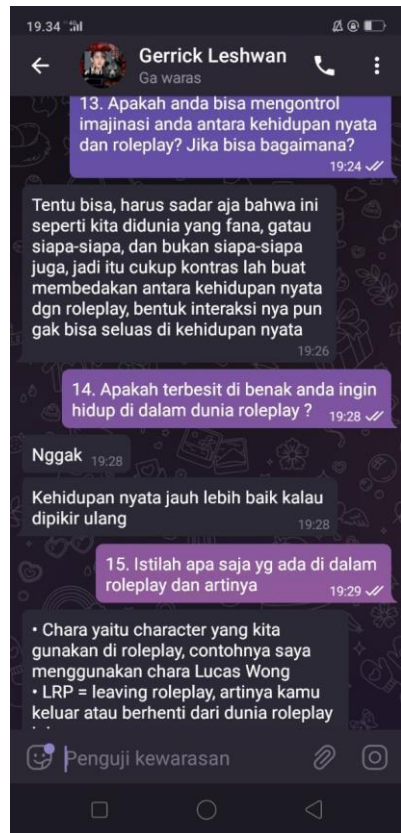 19.34
Gerrick Leshwan
Ga waras
13. Apakah anda bisa mengontrol
imajinasi anda antara kehidupan nyata
dan roleplay? Jika bisa bagaimana?
19:24
Tentu bisa, harus sadar aja bahwa ini
seperti kita didunia yang fana, gatau
siapa-siapa, dan bukan siapa-siapa
juga, jadi itu cukup kontras lah buat
membedakan antara kehidupan nyata
dgn roleplay, bentuk interaksi nya pun
gak bisa seluas di kehidupan nyata
19:26
14. Apakah terbesit di benak anda ingin
hidup di dalam dunia roleplay ? 19:28
Nggak 19:28
Kehidupan nyata jauh lebih baik kalau
dipikir ulang 19:28
15. Istilah apa saja yg ada di dalam
roleplay dan artinya 19:29
• Chara yaitu character yang kita
gunakan di roleplay, contohnya saya
menggunakan chara Lucas Wong
• LRP = leaving roleplay, artinya kamu
keluar atau berhenti dari dunia roleplay
Penguji kewarasan